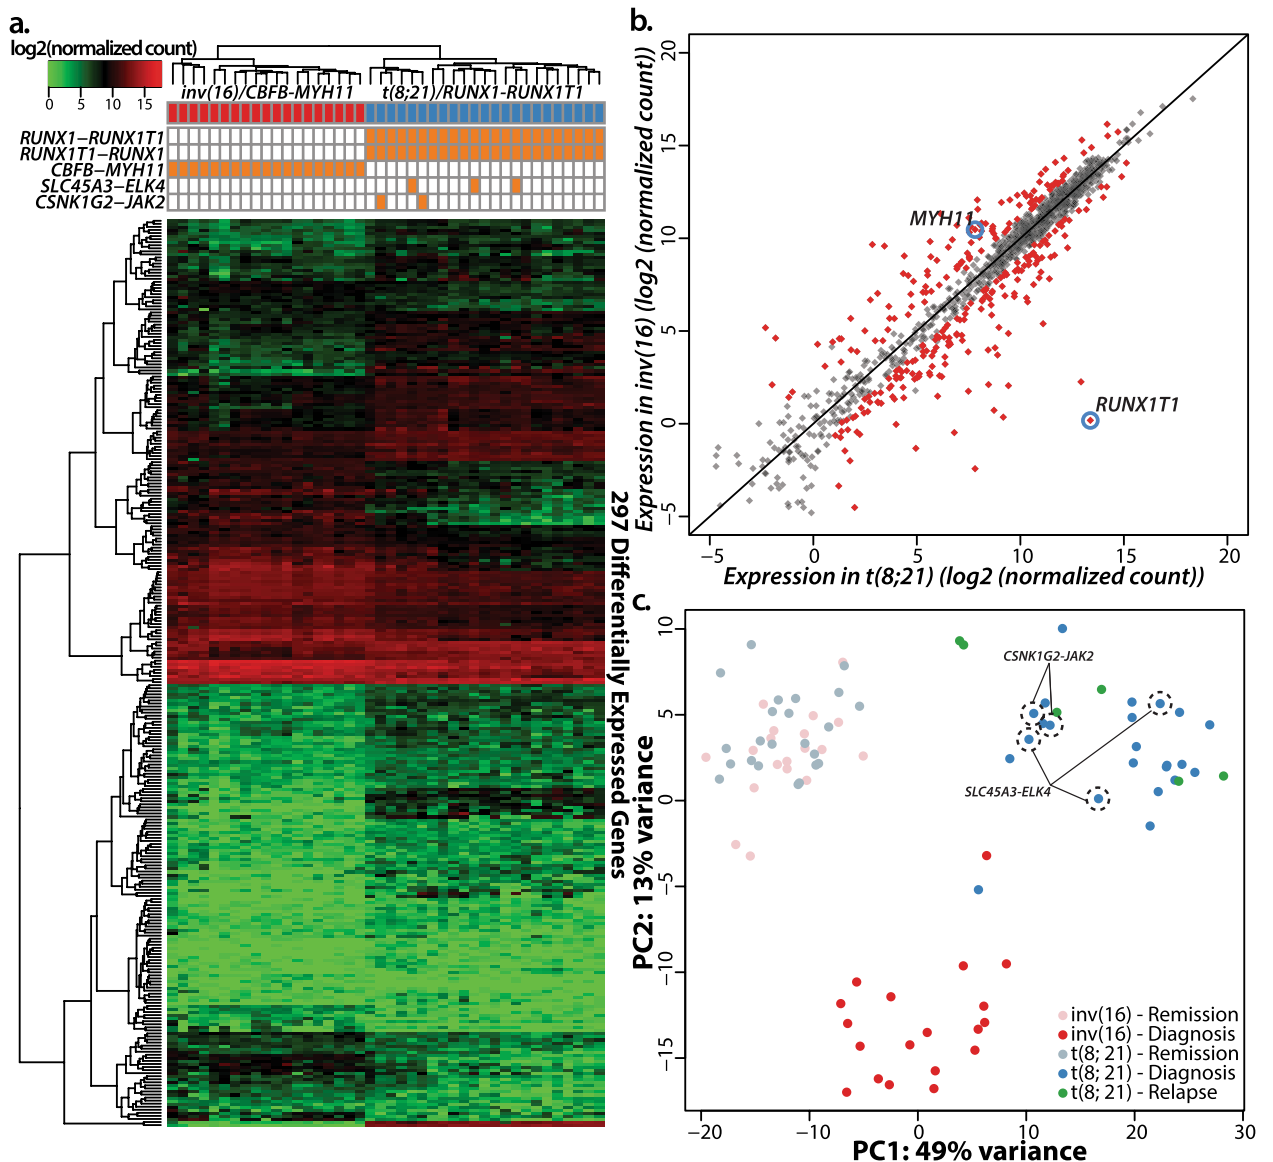 a.
log2(normalized count)
0 5 10 15
inv(16)/CBFB-MYH11 t(8;21)/RUNX1-RUNX1T1
RUNX1−RUNX1T1
RUNX1T1−RUNX1
CBFB−MYH11
SLC45A3−ELK4
CSNK1G2−JAK2
297 Differentially Expressed Genes
b.
Expression in inv(16) (log2 (normalized count))
20
15
10
5
0
−5
MYH11
RUNX1T1
−5 0 5 10 15 20
Expression in t(8;21) (log2 (normalized count))
c.
PC2: 13% variance
10
5
0
−5
−10
−15
CSNK1G2-JAK2
SLC45A3-ELK4
inv(16) - Remission
inv(16) - Diagnosis
t(8; 21) - Remission
t(8; 21) - Diagnosis
t(8; 21) - Relapse
−20 −10 0 10 20 30
PC1: 49% variance